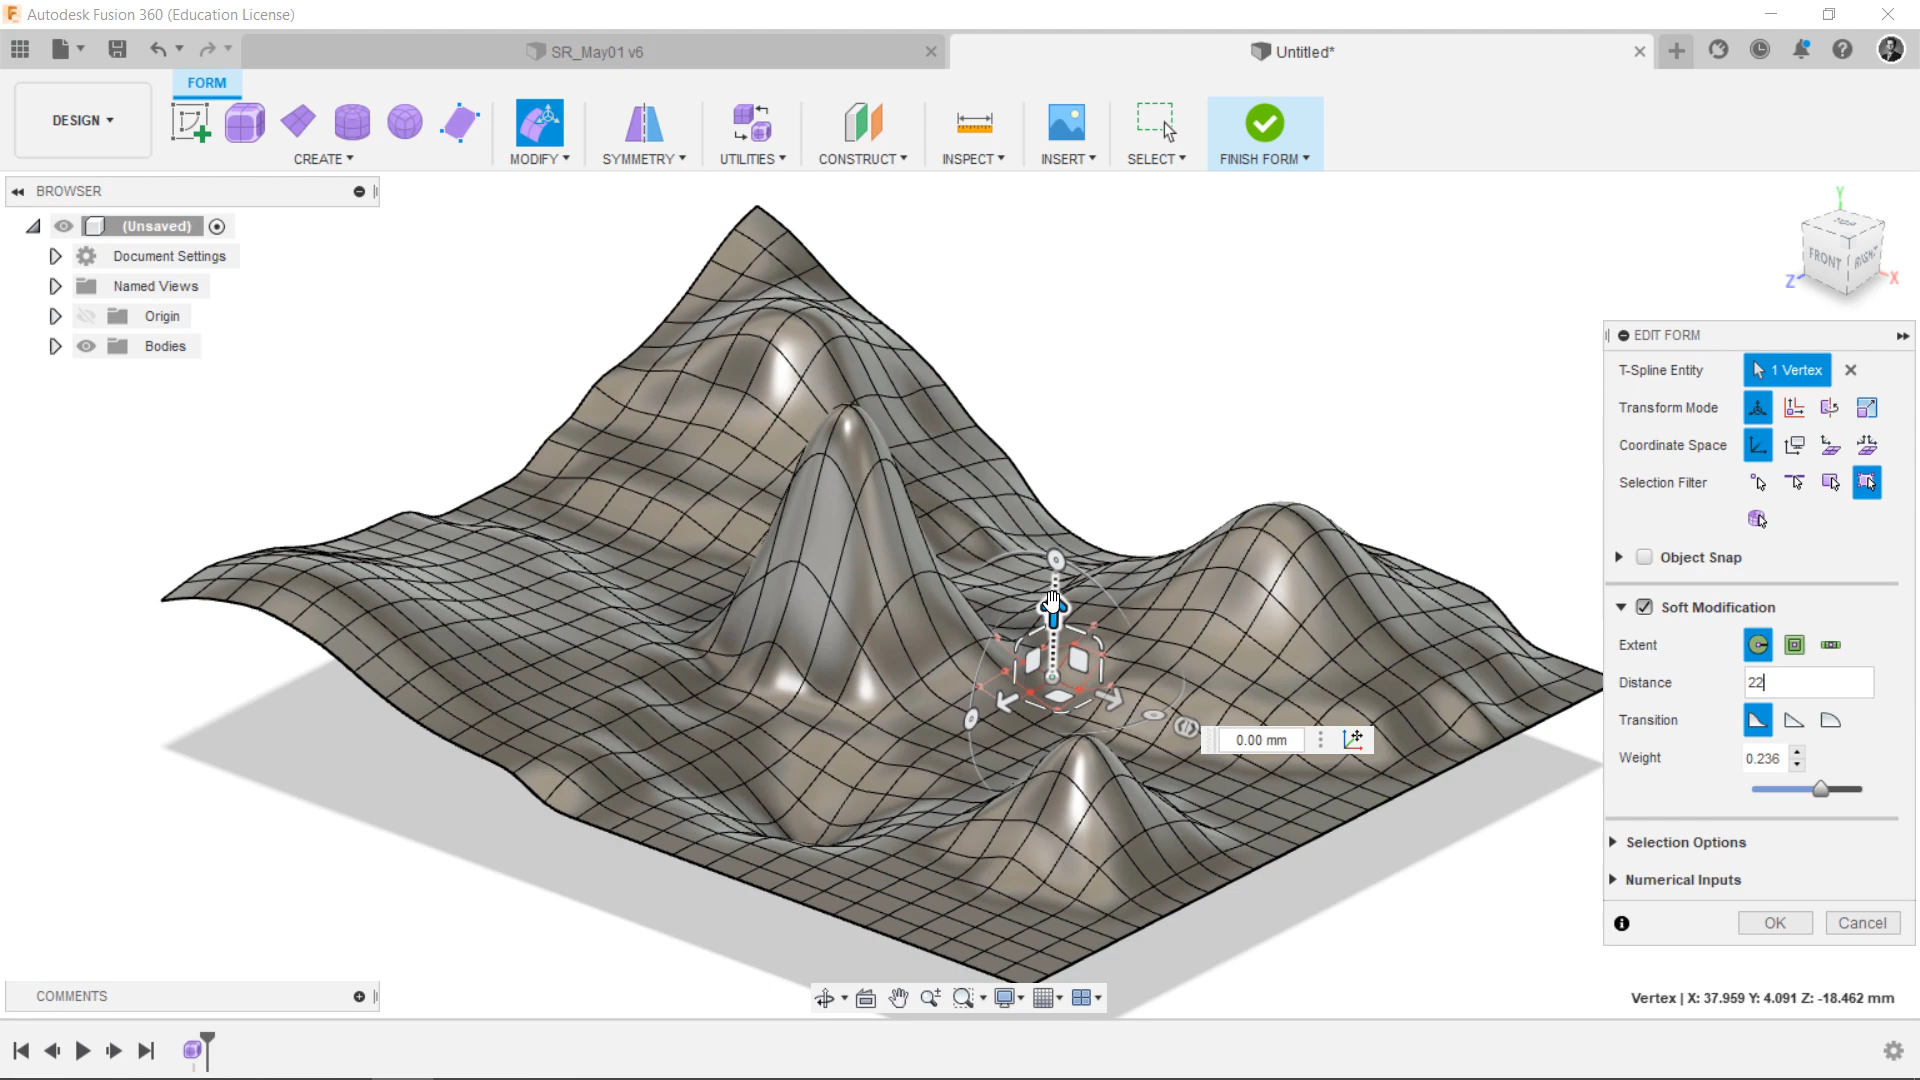 Autodesk Fusion 360 (Education License)
SR_May01 v6
Untitled*
FORM
DESIGN
CREATE
MODIFY
SYMMETRY
UTILITIES
CONSTRUCT
INSPECT
INSERT
SELECT
FINISH FORM
BROWSER
(Unsaved)
Document Settings
Named Views
Origin
Bodies
Y
TOP
FRONT
RIGHT
Z
X
EDIT FORM
T-Spline Entity
1 Vertex
Transform Mode
Coordinate Space
Selection Filter
Object Snap
Soft Modification
Extent
Distance
22
Transition
Weight
0.236
Selection Options
Numerical Inputs
OK
Cancel
0.00 mm
COMMENTS
Vertex | X: 37.959 Y: 4.091 Z: -18.462 mm